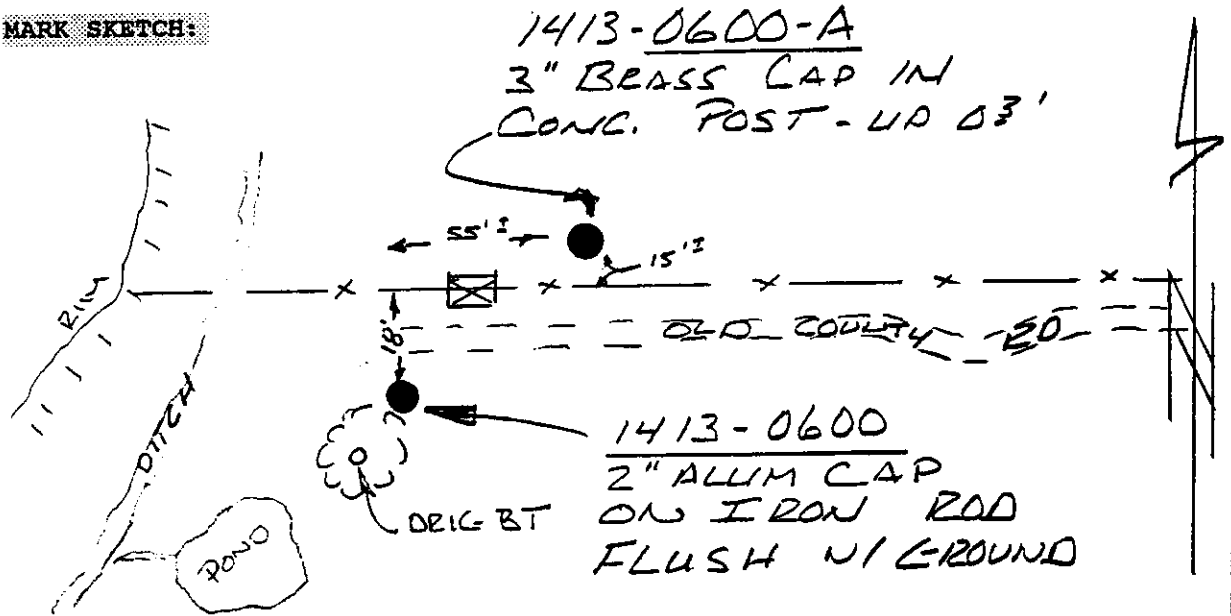 MARK SKETCH:
1413-0600-A
3" BRASS CAP IN
CONC. POST - UP 0.3'
55'±
15'±
RIM
18'
OLD COUNTY RD
DITCH
1413-0600
2" ALUM CAP
ON IRON ROD
FLUSH W/ GROUND
ORIG BT
POND